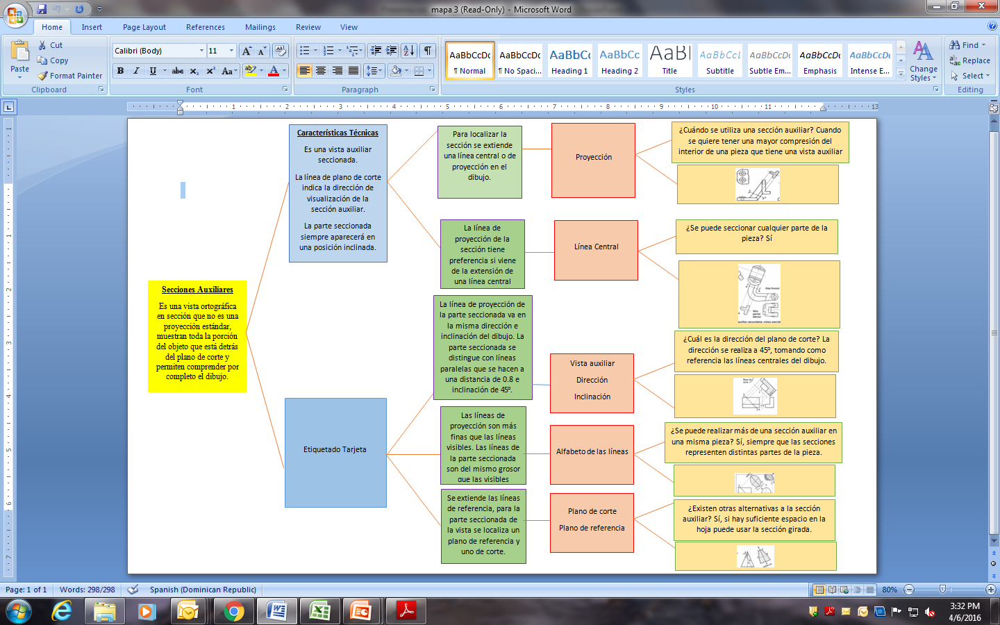 mapa 3 (Read-Only) - Microsoft Word
Home Insert Page Layout References Mailings Review View
Paste
Cut
Copy
Format Painter
Clipboard
Calibri (Body) 11
Font
Paragraph
AaBbCcDc AaBbCcDc AaBbCc AaBbCc AaBl AaBbCcL AaBbCcDc AaBbCcDc AaBbCcDc
¶ Normal ¶ No Spaci... Heading 1 Heading 2 Title Subtitle Subtle Em... Emphasis Intense E...
Change
Styles
Styles
Find
Replace
Select
Editing
1 2 3 4 5 6 7 8 9 10 11 13
Secciones Auxiliares
Es una vista ortográfica
en sección que no es una
proyección estándar,
muestran toda la porción
del objeto que está detrás
del plano de corte y
permiten comprender por
completo el dibujo.
Características Técnicas
Es una vista auxiliar
seccionada.
La línea de plano de corte
indica la dirección de
visualización de la
sección auxiliar.
La parte seccionada
siempre aparecerá en
una posición inclinada.
Etiquetado Tarjeta
Para localizar la
sección se extiende
una línea central o de
proyección en el
dibujo.
Proyección
¿Cuándo se utiliza una sección auxiliar? Cuando
se quiere tener una mayor compresión del
interior de una pieza que tiene una vista auxiliar
La línea de
proyección de la
sección tiene
preferencia si viene
de la extensión de
una línea central
Línea Central
¿Se puede seccionar cualquier parte de la
pieza? Sí
La línea de proyección de
la parte seccionada va en
la misma dirección e
inclinación del dibujo. La
parte seccionada se
distingue con líneas
paralelas que se hacen a
una distancia de 0.8 e
inclinación de 45º.
Vista auxiliar
Dirección
Inclinación
¿Cuál es la dirección del plano de corte? La
dirección se realiza a 45º, tomando como
referencia las líneas centrales del dibujo.
Las líneas de
proyección son más
finas que las líneas
visibles. Las líneas de
la parte seccionada
son del mismo grosor
que las visibles
Alfabeto de las líneas
¿Se puede realizar más de una sección auxiliar en
una misma pieza? Sí, siempre que las secciones
representen distintas partes de la pieza.
Se extiende las líneas
de referencia, para la
parte seccionada de
la vista se localiza un
plano de referencia y
uno de corte.
Plano de corte
Plano de referencia
¿Existen otras alternativas a la sección
auxiliar? Sí, si hay suficiente espacio en la
hoja puede usar la sección girada.
Page: 1 of 1 Words: 298/298 Spanish (Dominican Republic) 80%
3:32 PM
4/6/2016